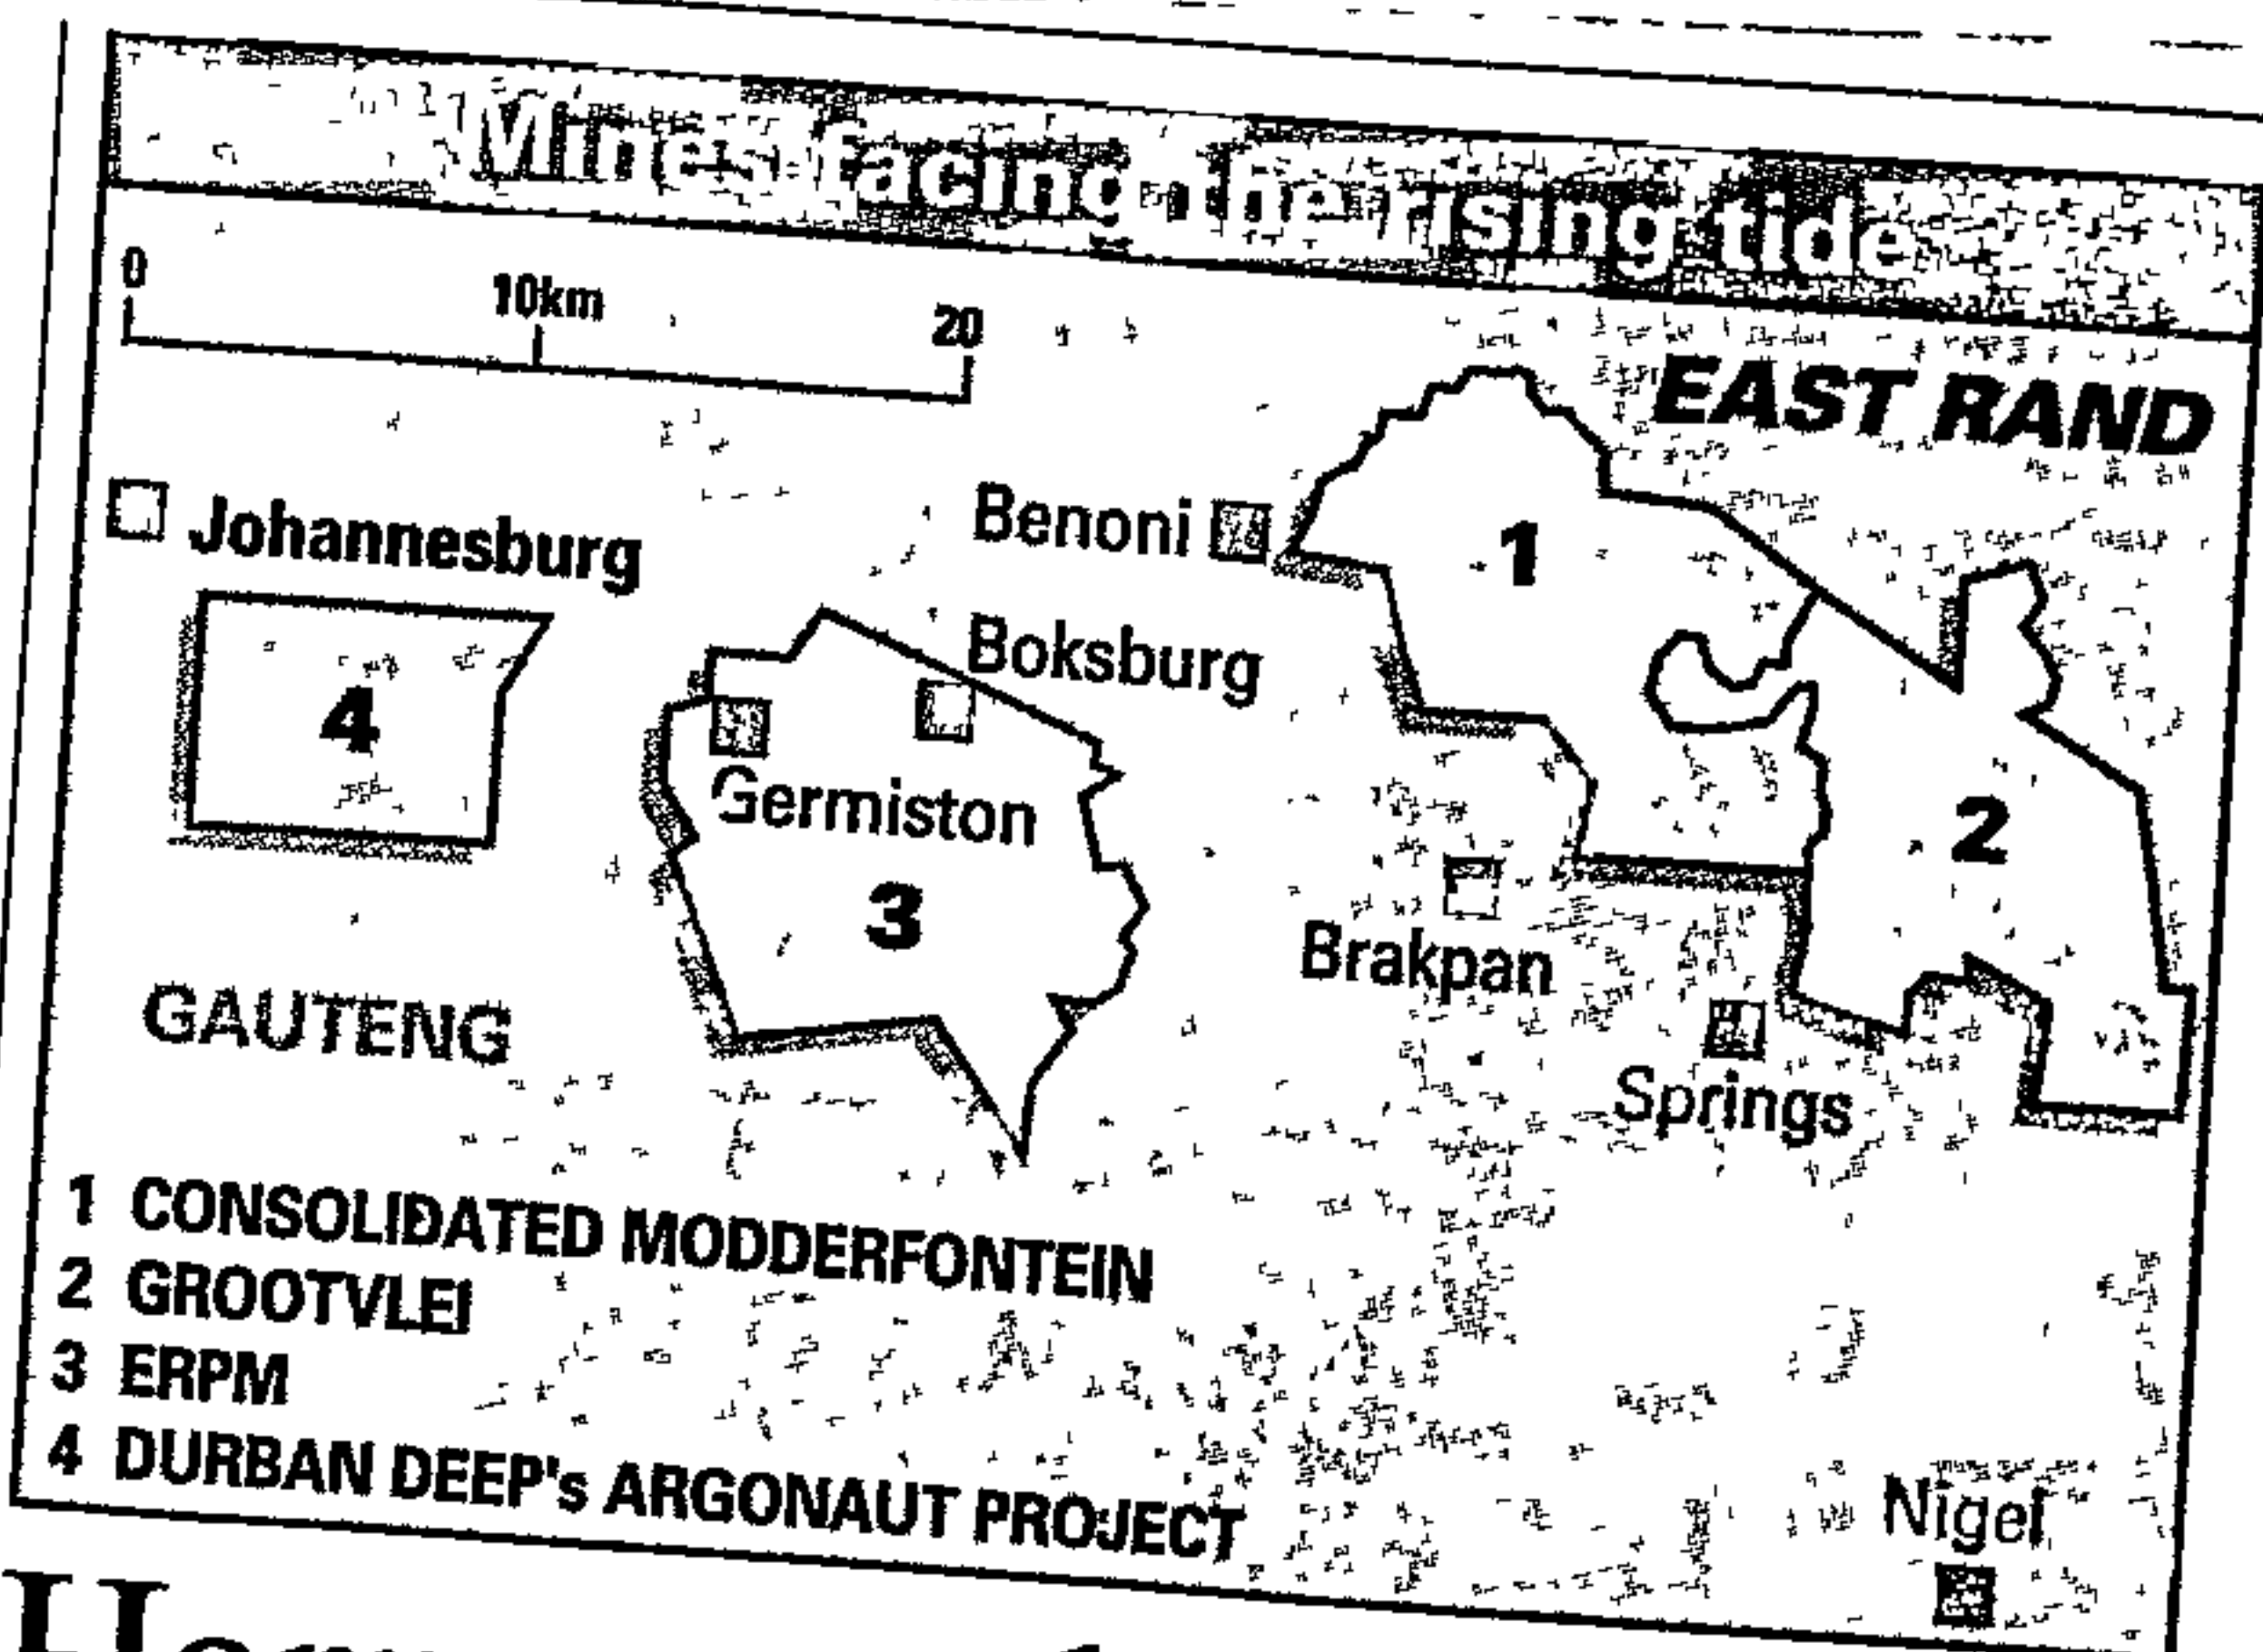 Mines facing the rising tide
0 10km 20
EAST RAND
Johannesburg
Benoni
1
Boksburg
4
Germiston
2
3
Brakpan
GAUTENG
Springs
1 CONSOLIDATED MODDERFONTEIN
2 GROOTVLEI
3 ERPM
4 DURBAN DEEP's ARGONAUT PROJECT
Nigel